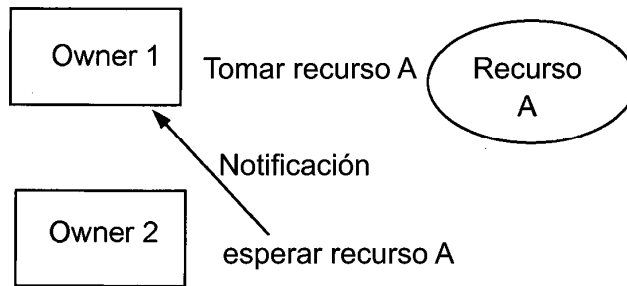 Owner 1
Tomar recurso A
Recurso
A
Notificación
Owner 2
esperar recurso A